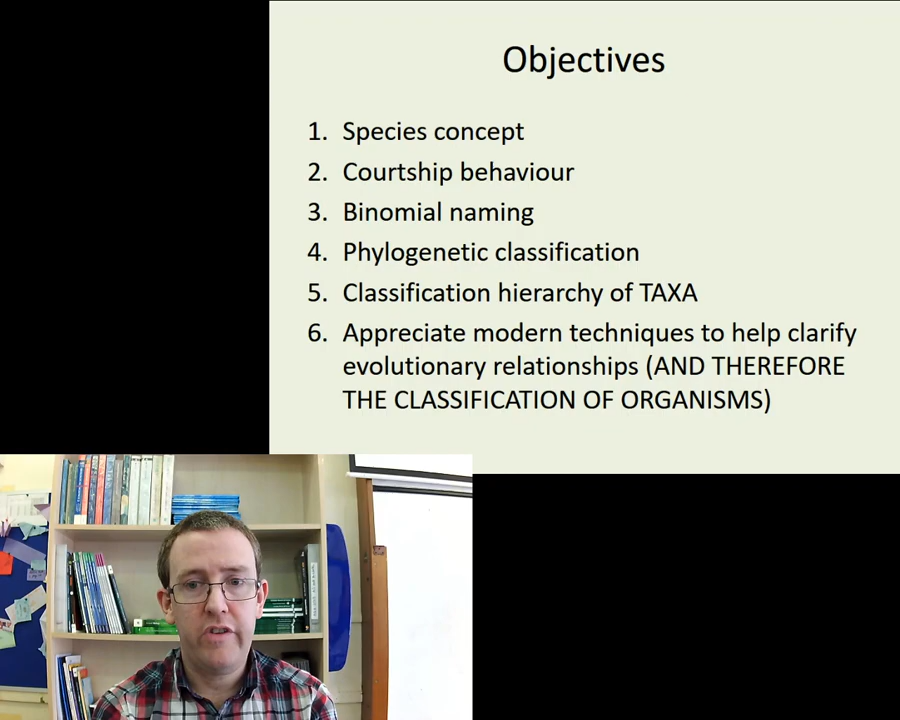 Objectives
1. Species concept
2. Courtship behaviour
3. Binomial naming
4. Phylogenetic classification
5. Classification hierarchy of TAXA
6. Appreciate modern techniques to help clarify
evolutionary relationships (AND THEREFORE
THE CLASSIFICATION OF ORGANISMS)